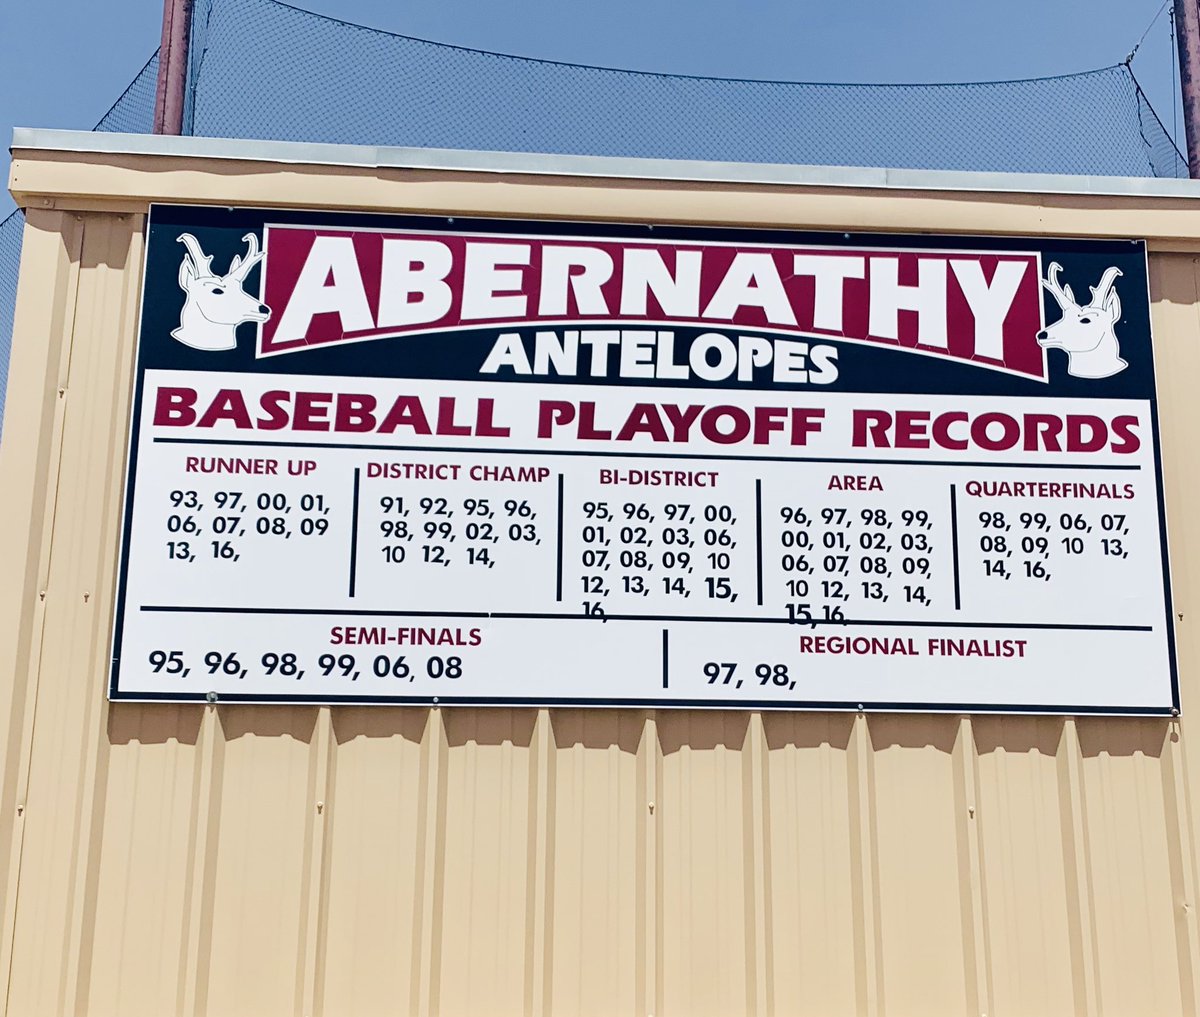 ABERNATHY
ANTELOPES
BASEBALL PLAYOFF RECORDS
RUNNER UP
93, 97, 00, 01,
06, 07, 08, 09
13, 16,
DISTRICT CHAMP
91, 92, 95, 96,
98, 99, 02, 03,
10 12, 14,
BI-DISTRICT
95, 96, 97, 00,
01, 02, 03, 06,
07, 08, 09, 10
12, 13, 14, 15,
16,
AREA
96, 97, 98, 99,
00, 01, 02, 03,
06, 07, 08, 09,
10 12, 13, 14,
15, 16,
QUARTERFINALS
98, 99, 06, 07,
08, 09, 10 13,
14, 16,
SEMI-FINALS
95, 96, 98, 99, 06, 08
REGIONAL FINALIST
97, 98,